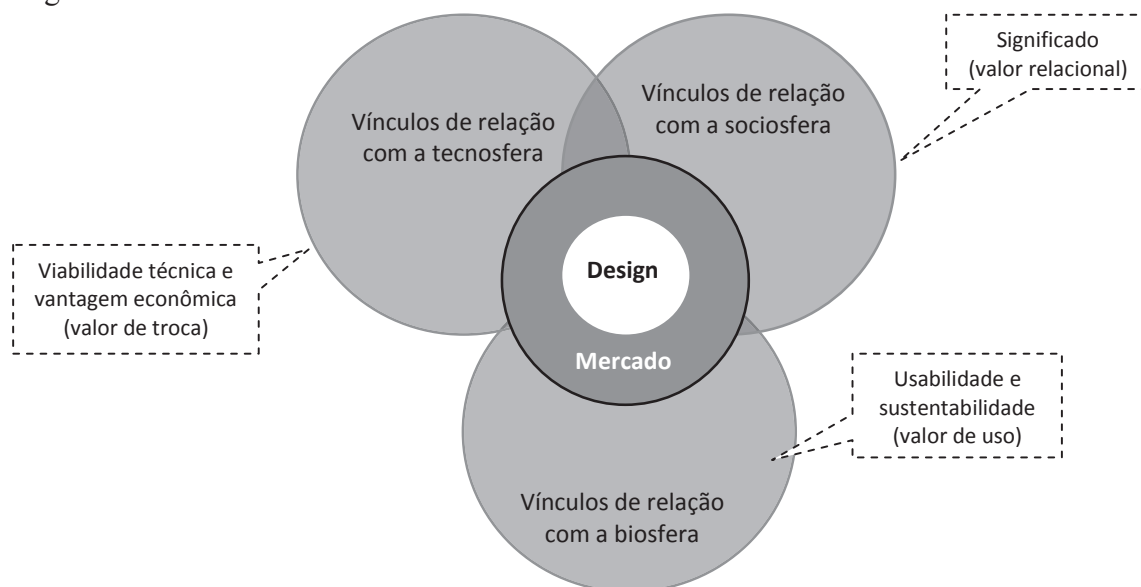 Significado
(valor relacional)
Vínculos de relação
com a tecnosfera
Vínculos de relação
com a sociosfera
Viabilidade técnica e
vantagem econômica
(valor de troca)
Design
Mercado
Usabilidade e
sustentabilidade
(valor de uso)
Vínculos de relação
com a biosfera